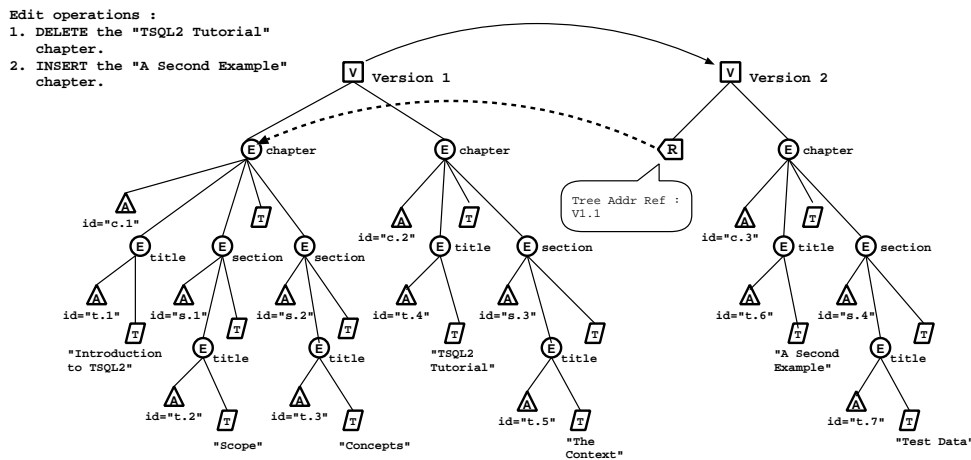 Edit operations :
1. DELETE the "TSQL2 Tutorial"
chapter.
2. INSERT the "A Second Example"
chapter.
V Version 1
V Version 2
E chapter
E chapter
R
E chapter
Tree Addr Ref :
V1.1
A
T
A
T
A
T
id="c.1"
id="c.2"
id="c.3"
E title
E section
E section
E title
E section
E title
E section
A
A
A
A
A
A
A
id="t.1"
id="s.1"
id="s.2"
id="t.4"
id="s.3"
id="t.6"
id="s.4"
T
T
T
T
T
T
T
"Introduction
to TSQL2"
E title
E title
"TSQL2
Tutorial"
E title
"A Second
Example"
E title
A
A
A
A
id="t.2"
id="t.3"
id="t.5"
id="t.7"
T
T
T
T
"Scope"
"Concepts"
"The
Context"
"Test Data'